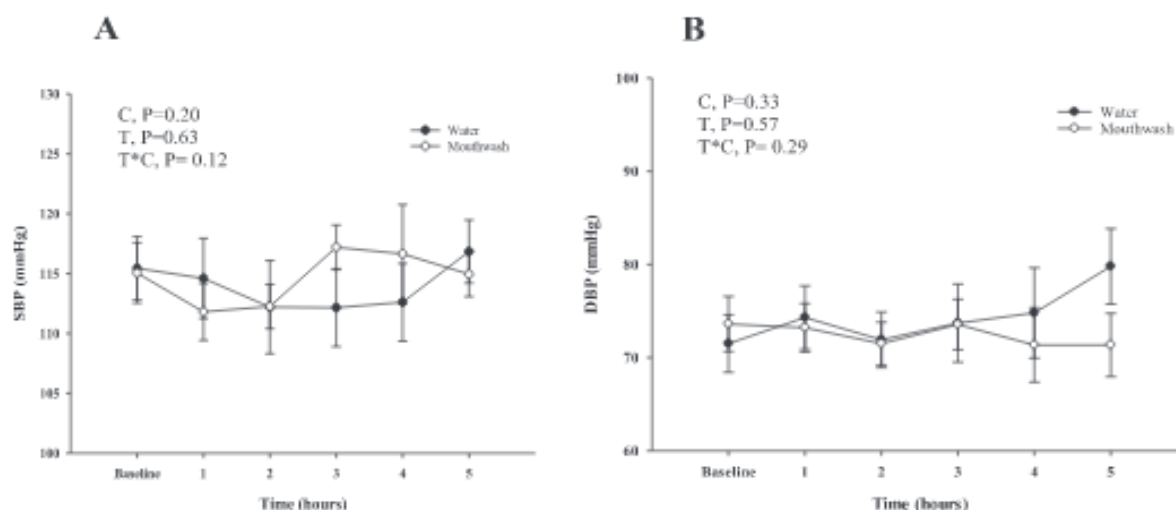 A
130
125
120
115
110
105
100
SBP (mmHg)
C, P=0.20
T, P=0.63
T*C, P= 0.12
Water
Mouthwash
Baseline 1 2 3 4 5
Time (hours)
B
100
90
80
70
60
DBP (mmHg)
C, P=0.33
T, P=0.57
T*C, P= 0.29
Water
Mouthwash
Baseline 1 2 3 4 5
Time (hours)